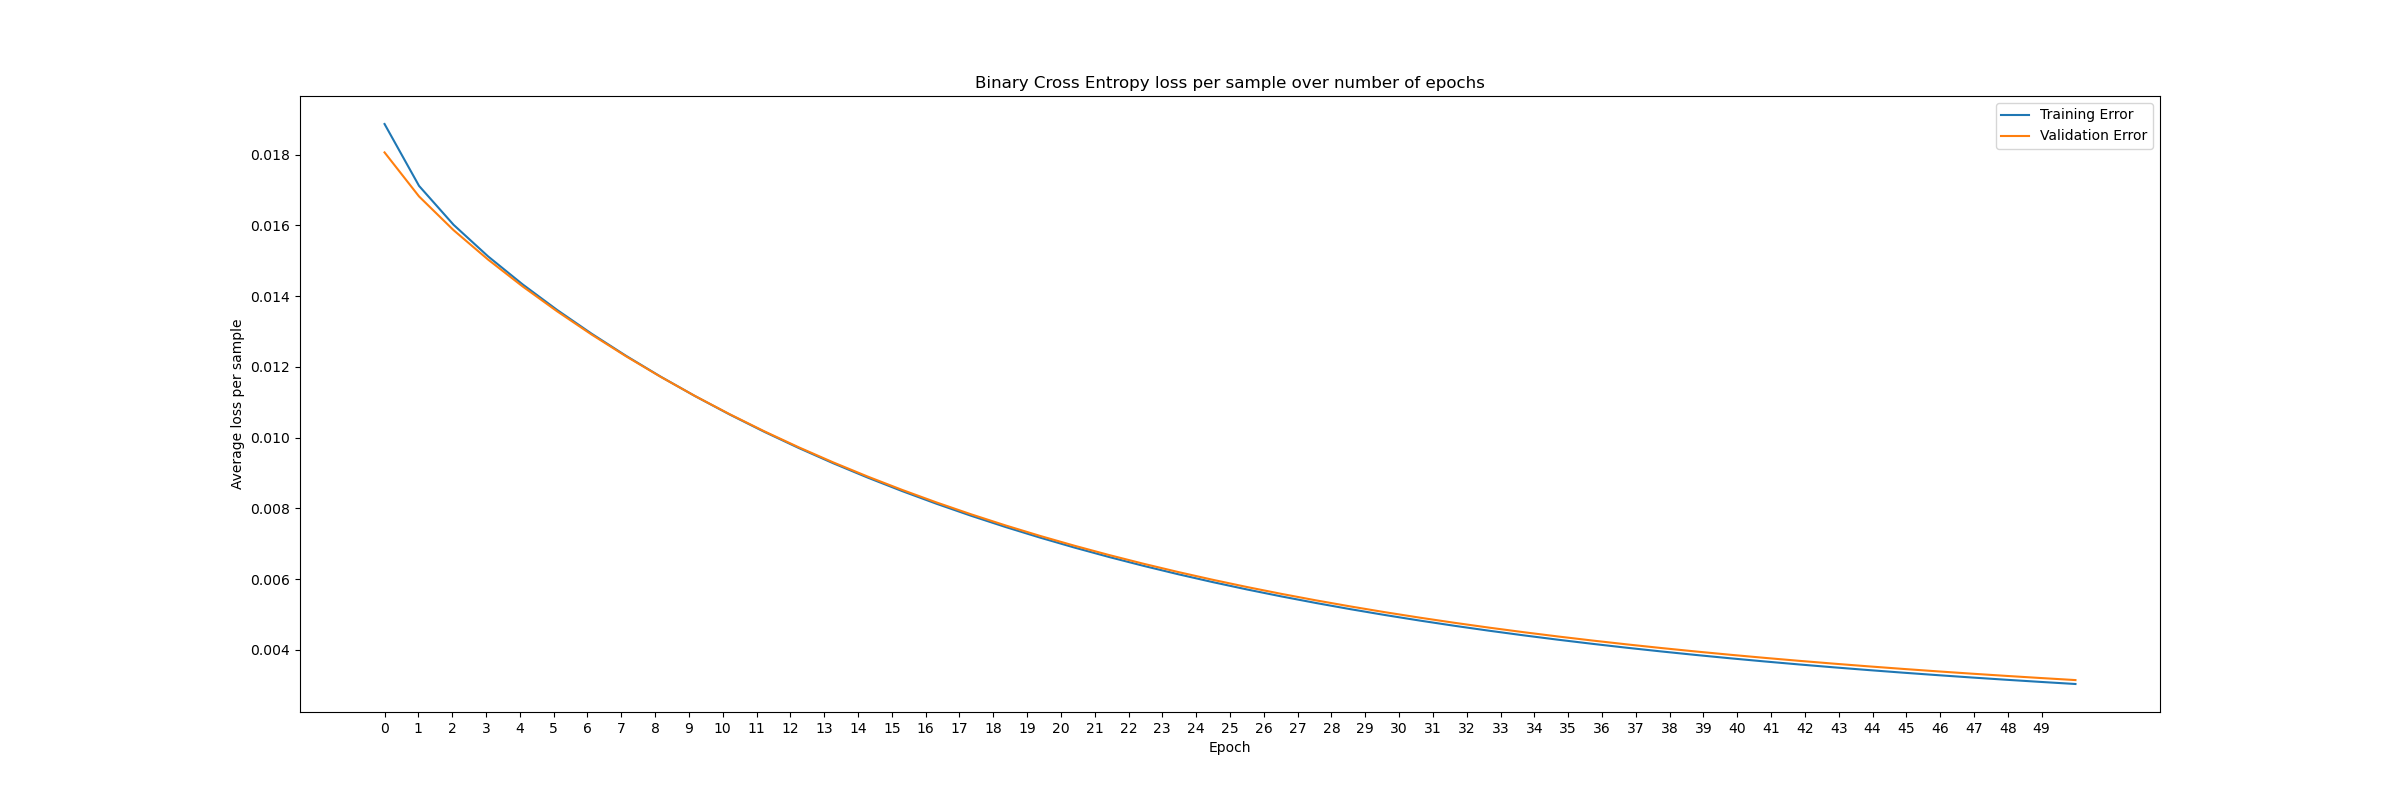 Binary Cross Entropy loss per sample over number of epochs
Training Error
Validation Error
Average loss per sample
0.018
0.016
0.014
0.012
0.010
0.008
0.006
0.004
0 1 2 3 4 5 6 7 8 9 10 11 12 13 14 15 16 17 18 19 20 21 22 23 24 25 26 27 28 29 30 31 32 33 34 35 36 37 38 39 40 41 42 43 44 45 46 47 48 49
Epoch